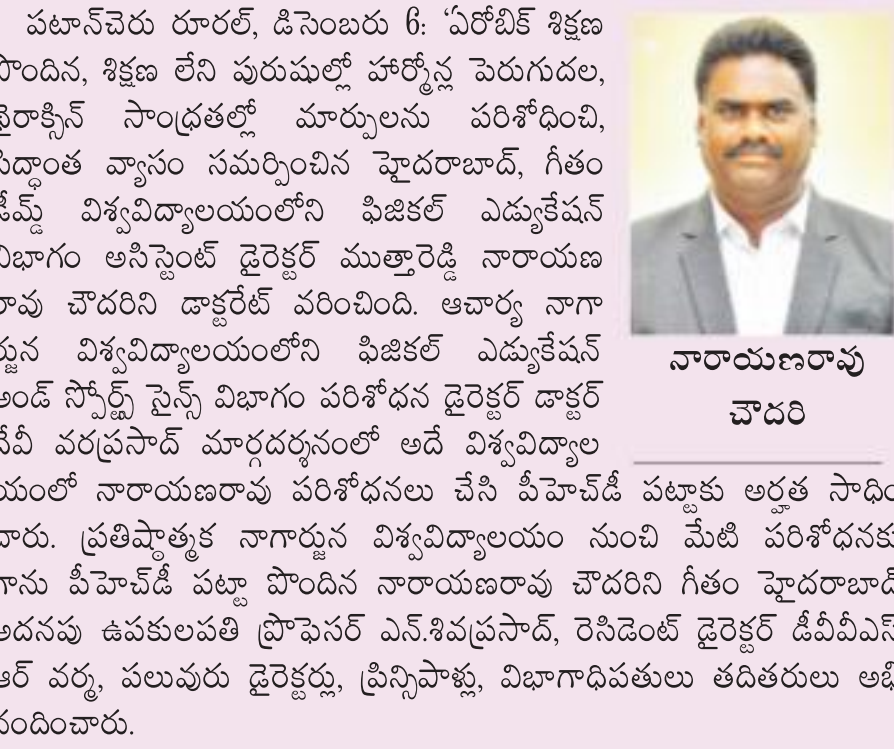 పటాన్‌చెరు రూరల్, డిసెంబరు 6: ‘ఏరోబిక్ శిక్షణ
పొందిన, శిక్షణ లేని పురుషుల్లో హార్మోన్ల పెరుగుదల,
థైరాక్సిన్ సాంధ్రతల్లో మార్పులను పరిశోధించి,
సిద్ధాంత వ్యాసం సమర్పించిన హైదరాబాద్, గీతం
డీమ్డ్ విశ్వవిద్యాలయంలోని ఫిజికల్ ఎడ్యుకేషన్
విభాగం అసిస్టెంట్ డైరెక్టర్ ముత్తారెడ్డి నారాయణ
రావు చౌదరిని డాక్టరేట్ వరించింది. ఆచార్య నాగా
ర్జున విశ్వవిద్యాలయంలోని ఫిజికల్ ఎడ్యుకేషన్
అండ్ స్పోర్ట్స్ సైన్స్ విభాగం పరిశోధన డైరెక్టర్ డాక్టర్
వరప్రసాద్ మార్గదర్శనంలో అదే విశ్వవిద్యాల
యంలో నారాయణరావు పరిశోధనలు చేసి పీహెచ్‌డీ పట్టాకు అర్హత సాధిం
చారు. ప్రతిష్ఠాత్మక నాగార్జున విశ్వవిద్యాలయం నుంచి మేటి పరిశోధనకు
గాను పీహెచ్‌డీ పట్టా పొందిన నారాయణరావు చౌదరిని గీతం హైదరాబాద్
అదనపు ఉపకులపతి ప్రొఫెసర్ ఎన్.శివప్రసాద్, రెసిడెంట్ డైరెక్టర్ డీవీవీఎస్
ఆర్ వర్మ, పలువురు డైరెక్టర్లు, ప్రిన్సిపాళ్లు, విభాగాధిపతులు తదితరులు అభి
నందించారు.
నారాయణరావు
చౌదరి